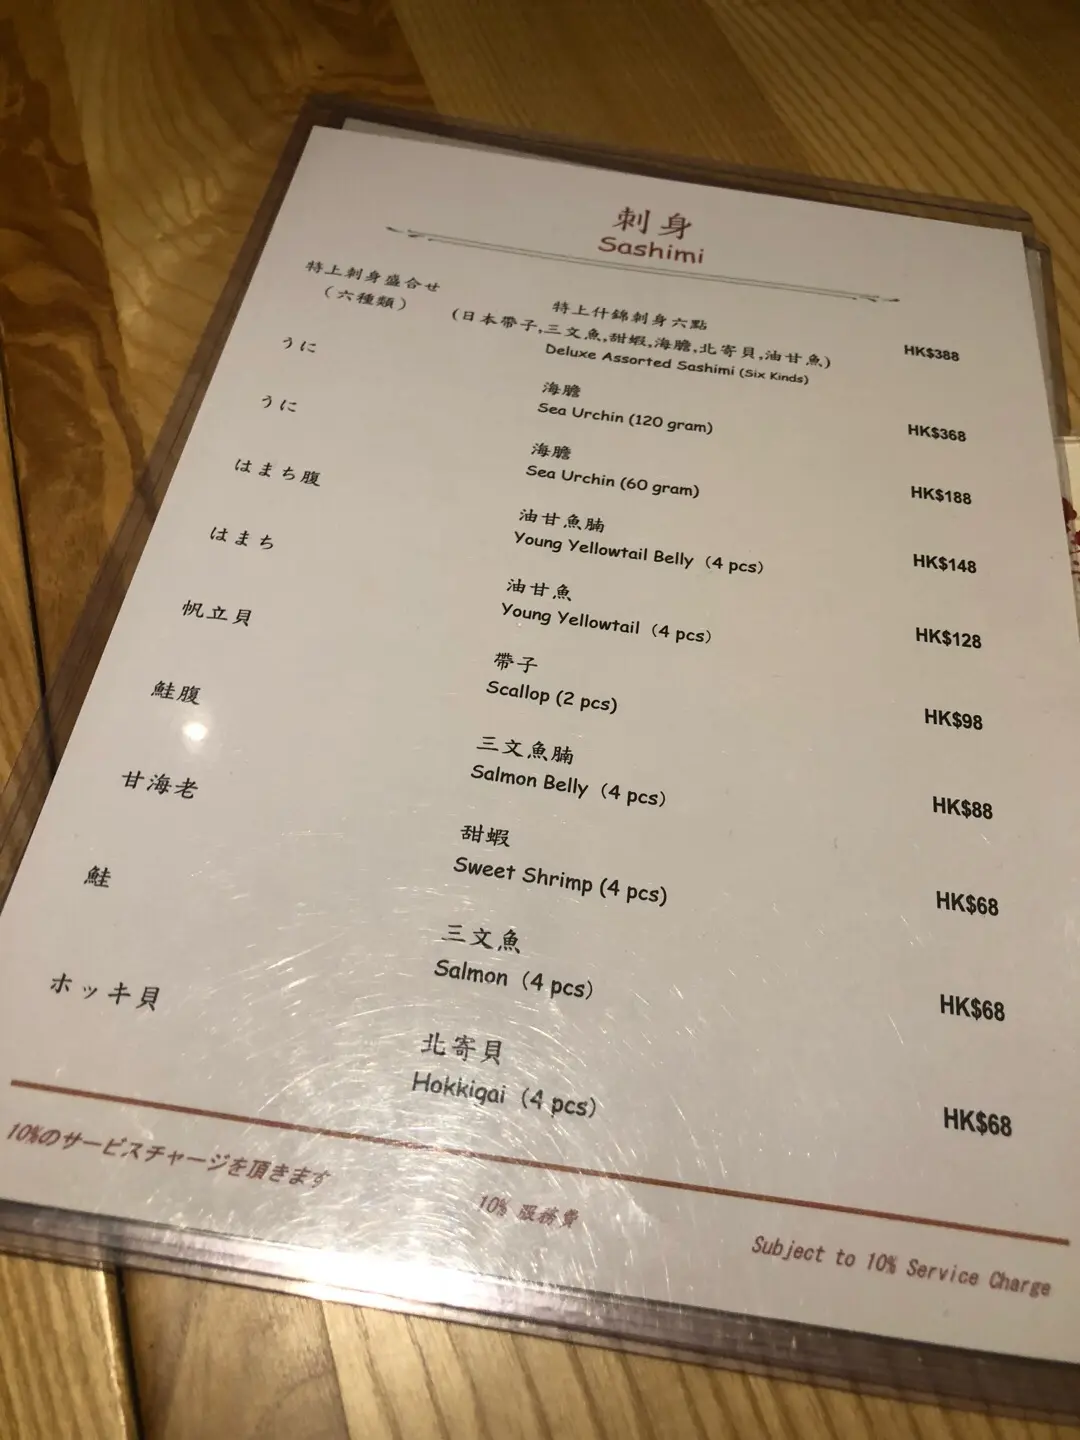 刺身
Sashimi
特上刺身盛合せ
（六種類）
特上什錦刺身六點
(日本帶子,三文魚,甜蝦,海膽,北寄貝,油甘魚)
Deluxe Assorted Sashimi (Six Kinds)
HK$388
うに
海膽
Sea Urchin (120 gram)
HK$368
うに
海膽
Sea Urchin (60 gram)
HK$188
はまち腹
油甘魚腩
Young Yellowtail Belly (4 pcs)
HK$148
はまち
油甘魚
Young Yellowtail (4 pcs)
HK$128
帆立貝
帶子
Scallop (2 pcs)
HK$98
鮭腹
三文魚腩
Salmon Belly (4 pcs)
HK$88
甘海老
甜蝦
Sweet Shrimp (4 pcs)
HK$68
鮭
三文魚
Salmon (4 pcs)
HK$68
ホッキ貝
北寄貝
Hokkigai (4 pcs)
HK$68
10%のサービスチャージを頂きます
10% 服務費
Subject to 10% Service Charge